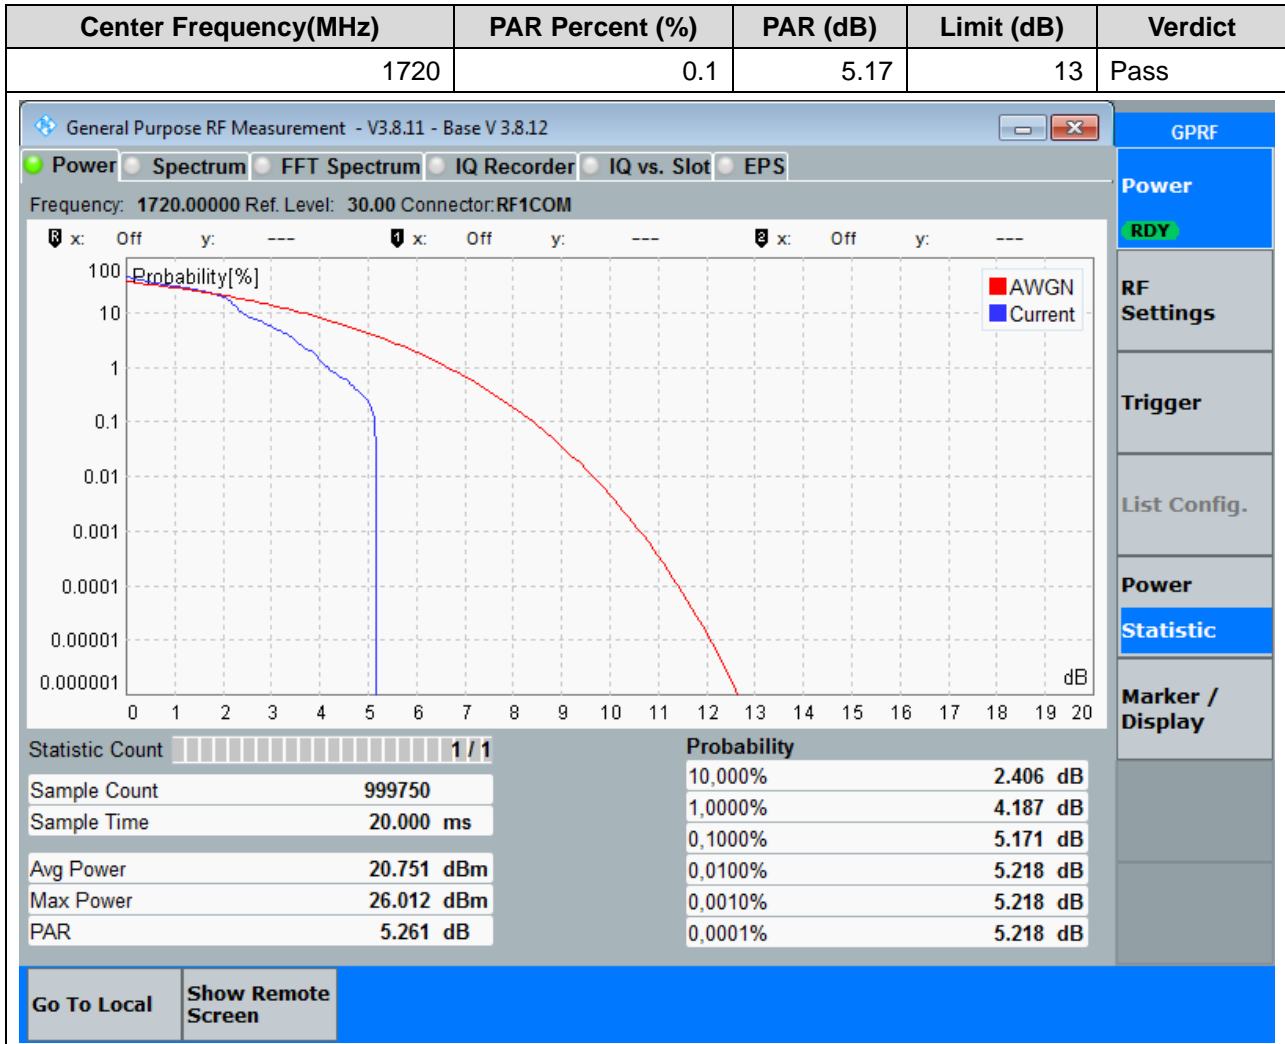 Center Frequency(MHz) PAR Percent (%) PAR (dB) Limit (dB) Verdict
1720 0.1 5.17 13 Pass
General Purpose RF Measurement - V3.8.11 - Base V 3.8.12
GPRF
Power Spectrum FFT Spectrum IQ Recorder IQ vs. Slot EPS
Power
RDY
Frequency: 1720.00000 Ref. Level: 30.00 Connector:RF1COM
R x: Off y: --- 1 x: Off y: --- 2 x: Off y: ---
Probability[%]
AWGN
Current
100
10
1
0.1
0.01
0.001
0.0001
0.00001
0.000001
dB
0 1 2 3 4 5 6 7 8 9 10 11 12 13 14 15 16 17 18 19 20
RF
Settings
Trigger
List Config.
Power
Statistic
Marker /
Display
Statistic Count 1 / 1
Sample Count 999750
Sample Time 20.000 ms
Avg Power 20.751 dBm
Max Power 26.012 dBm
PAR 5.261 dB
Probability
10,000% 2.406 dB
1,0000% 4.187 dB
0,1000% 5.171 dB
0,0100% 5.218 dB
0,0010% 5.218 dB
0,0001% 5.218 dB
Go To Local
Show Remote
Screen